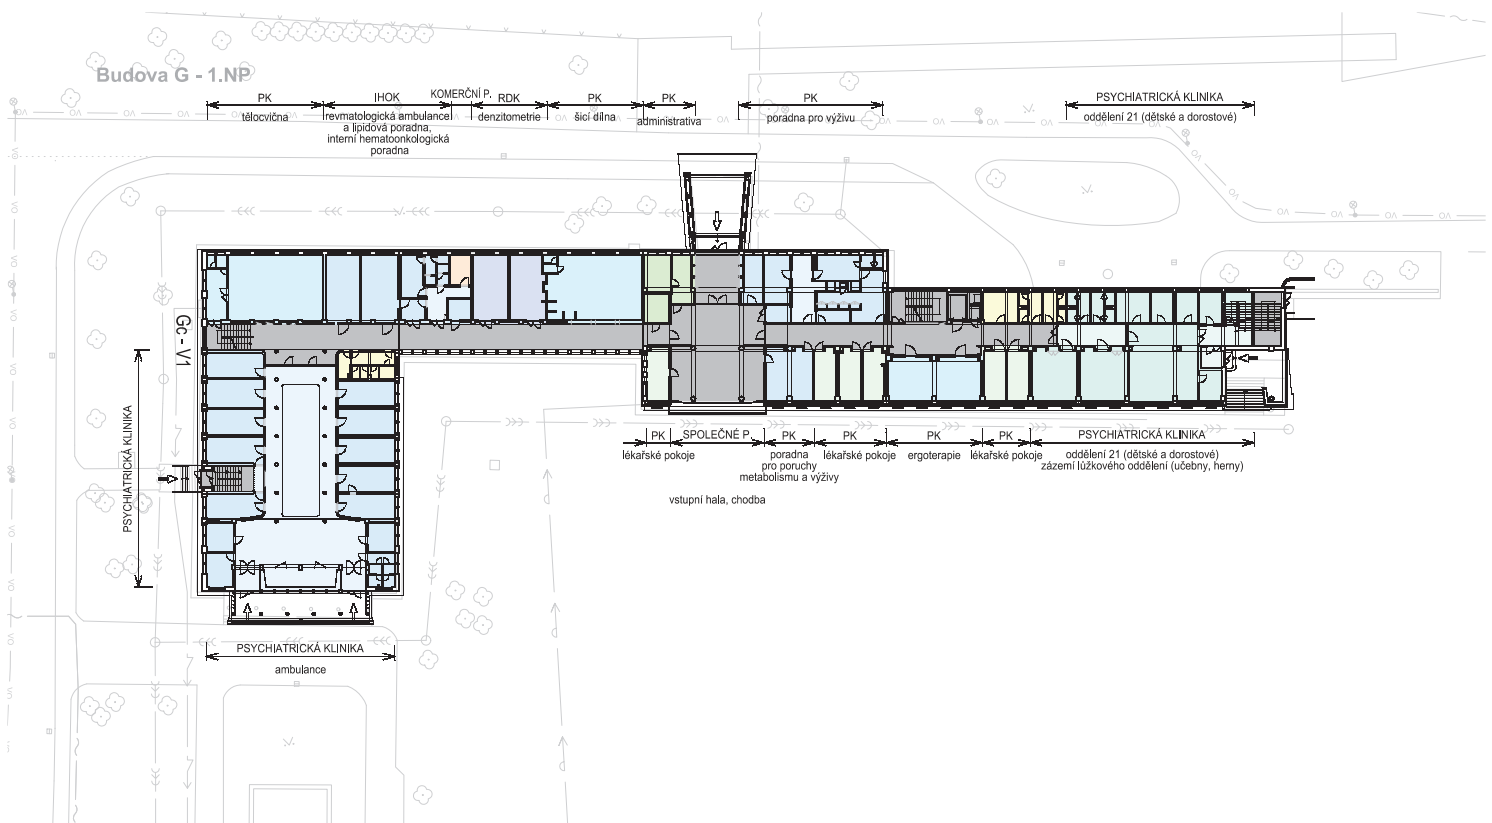 Budova G - 1.NP
PK
tělocvična
IHOK
revmatologická ambulance
a lipidová poradna,
interní hematoonkologická
poradna
KOMERČNÍ P.
RDK
denzitometrie
PK
šicí dílna
PK
administrativa
PK
poradna pro výživu
PSYCHIATRICKÁ KLINIKA
oddělení 21 (dětské a dorostové)
Gc - V1
PSYCHIATRICKÁ KLINIKA
PK
lékařské pokoje
SPOLEČNÉ P.
vstupní hala, chodba
PK
poradna
pro poruchy
metabolismu a výživy
PK
lékařské pokoje
PK
ergoterapie
PK
lékařské pokoje
PSYCHIATRICKÁ KLINIKA
oddělení 21 (dětské a dorostové)
zázemí lůžkového oddělení (učebny, herny)
PSYCHIATRICKÁ KLINIKA
ambulance